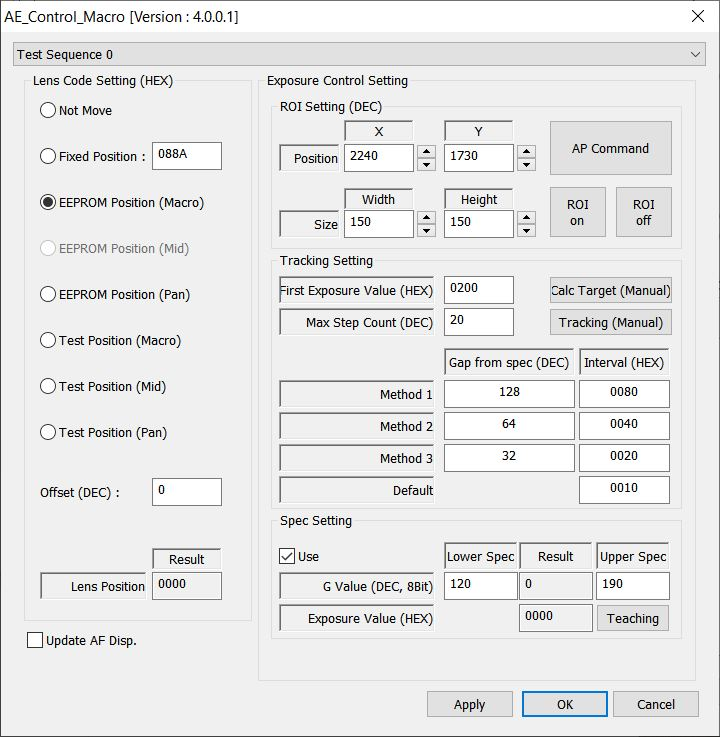 AE_Control_Macro [Version : 4.0.0.1]
Test Sequence 0
Lens Code Setting (HEX)
Not Move
Fixed Position : 088A
EEPROM Position (Macro)
EEPROM Position (Mid)
EEPROM Position (Pan)
Test Position (Macro)
Test Position (Mid)
Test Position (Pan)
Offset (DEC) : 0
Result
Lens Position 0000
Update AF Disp.
Exposure Control Setting
ROI Setting (DEC)
X Y
Position 2240 1730
AP Command
Width Height
Size 150 150
ROI on
ROI off
Tracking Setting
First Exposure Value (HEX) 0200 Calc Target (Manual)
Max Step Count (DEC) 20 Tracking (Manual)
Gap from spec (DEC) Interval (HEX)
Method 1 128 0080
Method 2 64 0040
Method 3 32 0020
Default 0010
Spec Setting
Use Lower Spec Result Upper Spec
G Value (DEC, 8Bit) 120 0 190
Exposure Value (HEX) 0000 Teaching
Apply OK Cancel